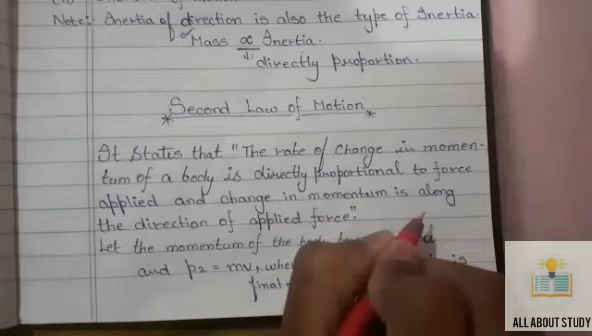 Note:- Inertia of direction is also the type of Inertia.
Mass ∝ Inertia.
↓
directly proportion.
Second Law of Motion
It states that "The rate of change in momen-
tum of a body is directly proportional to force
applied and change in momentum is along
the direction of applied force."
Let the momentum of the body
and p2 = mv,
final
ALL ABOUT STUDY